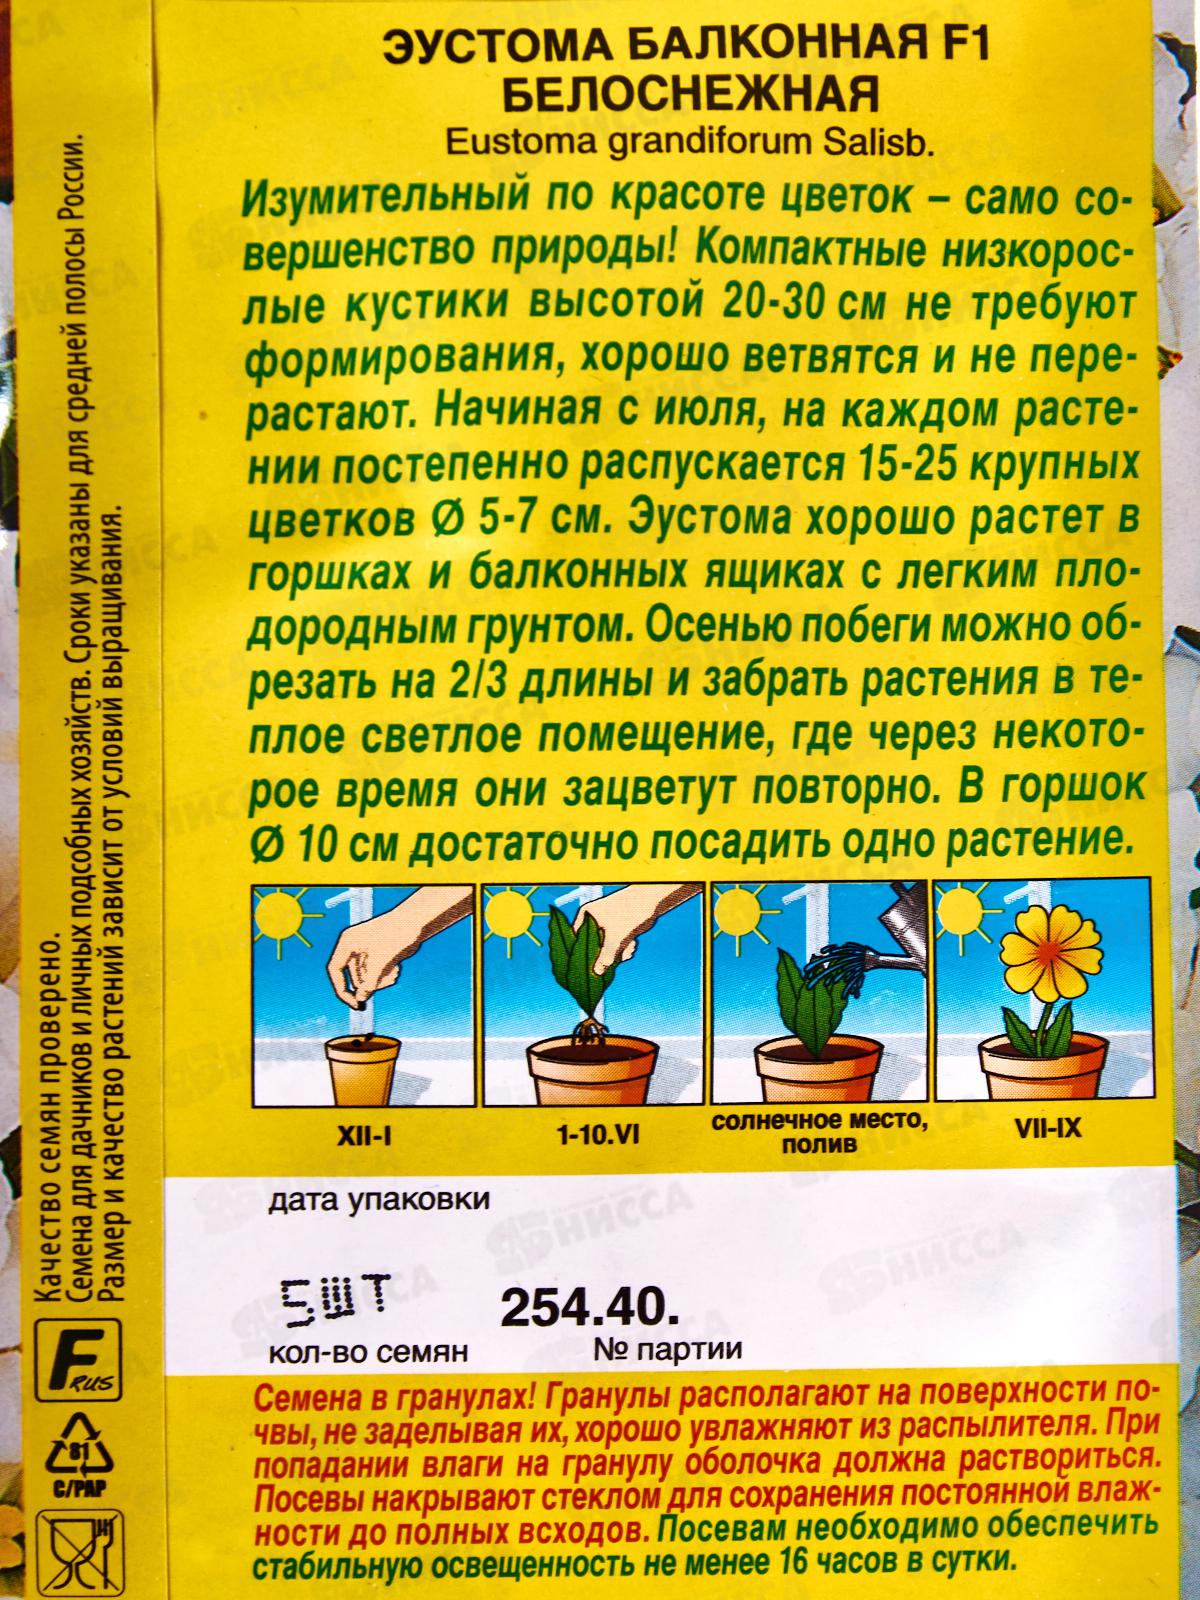 ЭУСТОМА БАЛКОННАЯ F1
БЕЛОСНЕЖНАЯ
Eustoma grandiforum Salisb.
Изумительный по красоте цветок – само со-
вершенство природы! Компактные низкорос-
лые кустики высотой 20-30 см не требуют
формирования, хорошо ветвятся и не пере-
растают. Начиная с июля, на каждом расте-
нии постепенно распускается 15-25 крупных
цветков Ø 5-7 см. Эустома хорошо растет в
горшках и балконных ящиках с легким пло-
дородным грунтом. Осенью побеги можно об-
резать на 2/3 длины и забрать растения в те-
плое светлое помещение, где через некото-
рое время они зацветут повторно. В горшок
Ø 10 см достаточно посадить одно растение.
XII-I
1-10.VI
солнечное место,
полив
VII-IX
дата упаковки
5ШТ
254.40.
кол-во семян
№ партии
Семена в гранулах! Гранулы располагают на поверхности по-
чвы, не заделывая их, хорошо увлажняют из распылителя. При
попадании влаги на гранулу оболочка должна раствориться.
Посевы накрывают стеклом для сохранения постоянной влаж-
ности до полных всходов. Посевам необходимо обеспечить
стабильную освещенность не менее 16 часов в сутки.
Качество семян проверено.
Семена для дачников и личных подсобных хозяйств. Сроки указаны для средней полосы России.
Размер и качество растений зависит от условий выращивания.
F RUS
81
C/PAP
НИССА